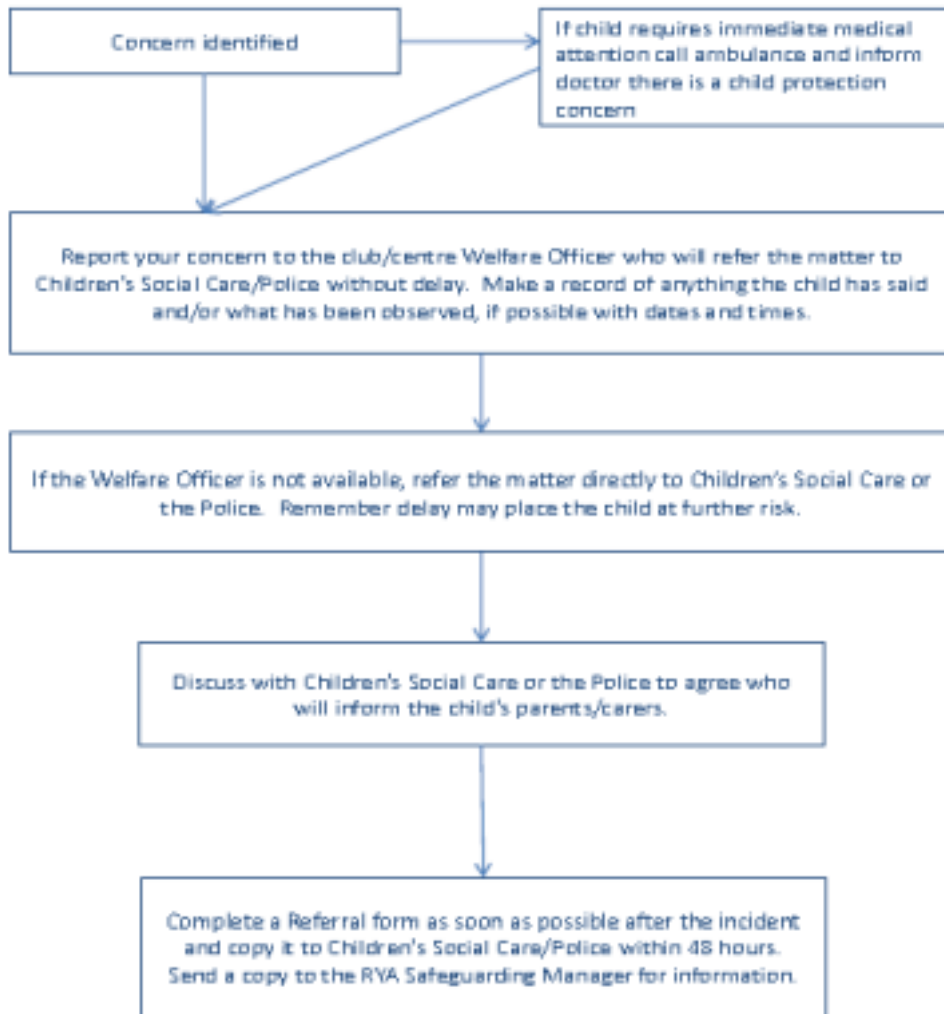 Concern identified
If child requires immediate medical
attention call ambulance and inform
doctor there is a child protection
concern
Report your concern to the club/centre Welfare Officer who will refer the matter to
Children's Social Care/Police without delay. Make a record of anything the child has said
and/or what has been observed, if possible with dates and times.
If the Welfare Officer is not available, refer the matter directly to Children's Social Care or
the Police. Remember delay may place the child at further risk.
Discuss with Children's Social Care or the Police to agree who
will inform the child's parents/carers.
Complete a Referral form as soon as possible after the incident
and copy it to Children's Social Care/Police within 48 hours.
Send a copy to the RYA Safeguarding Manager for information.